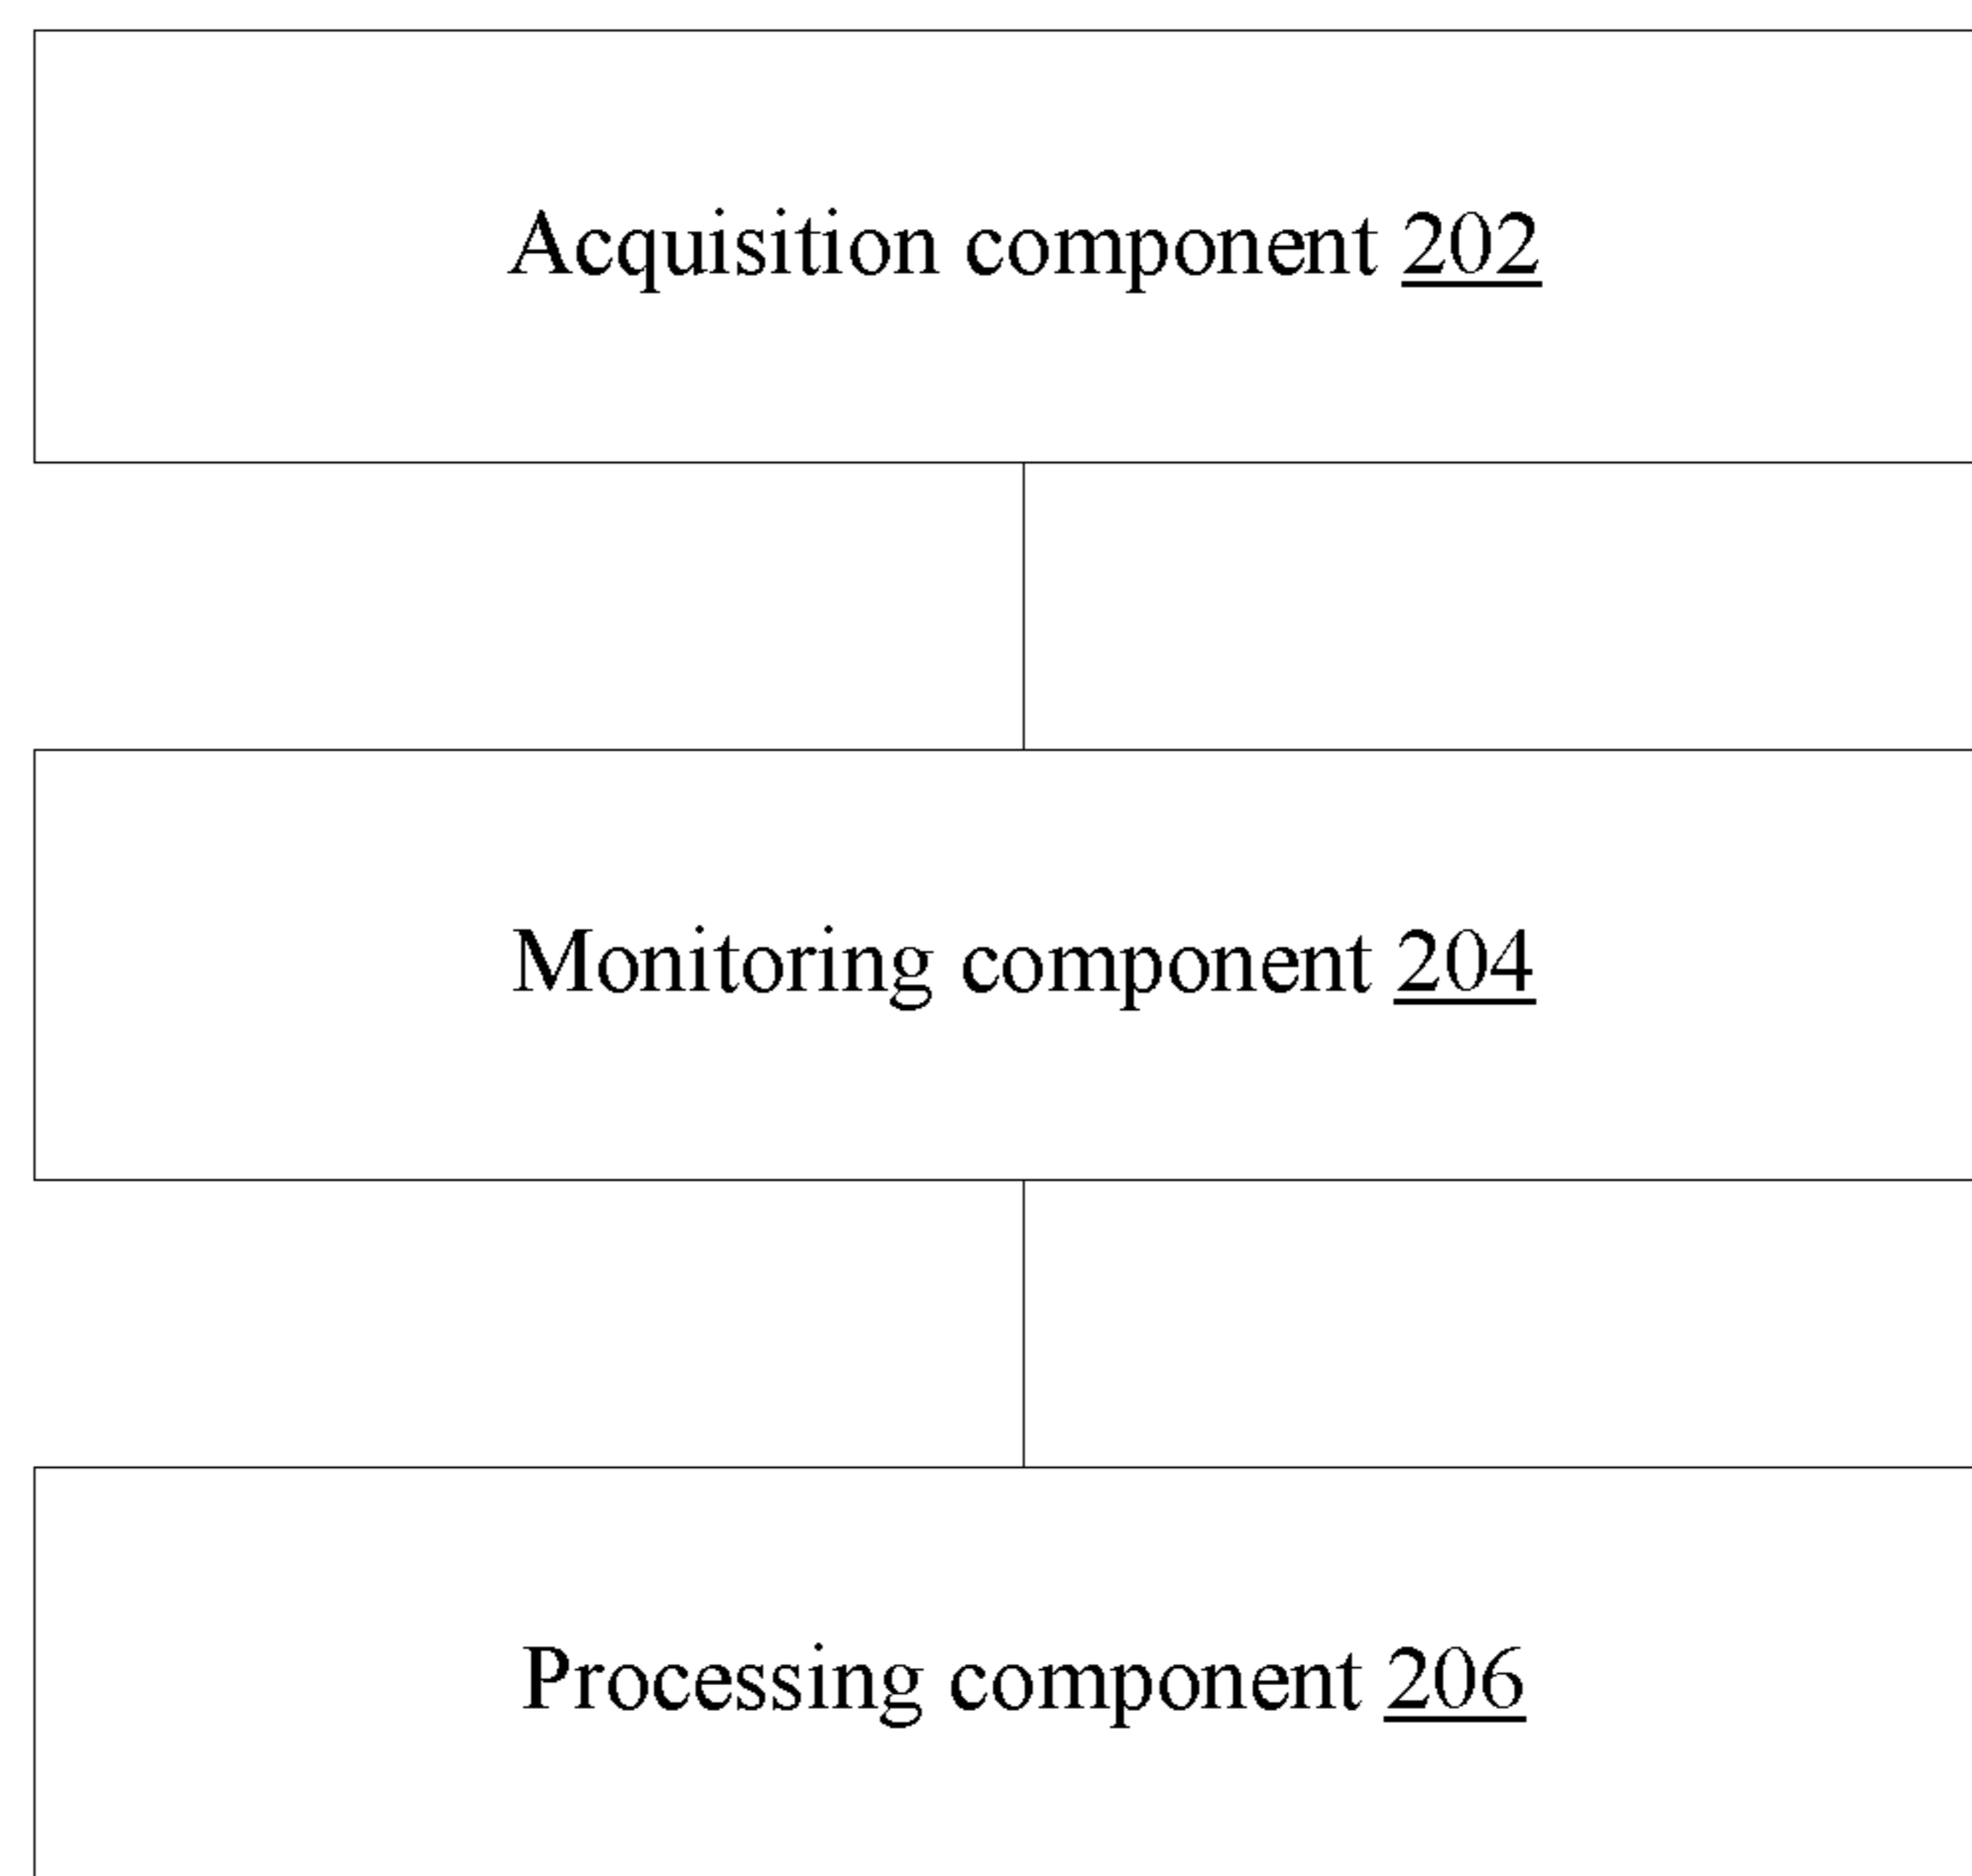 Acquisition component 202
Monitoring component 204
Processing component 206